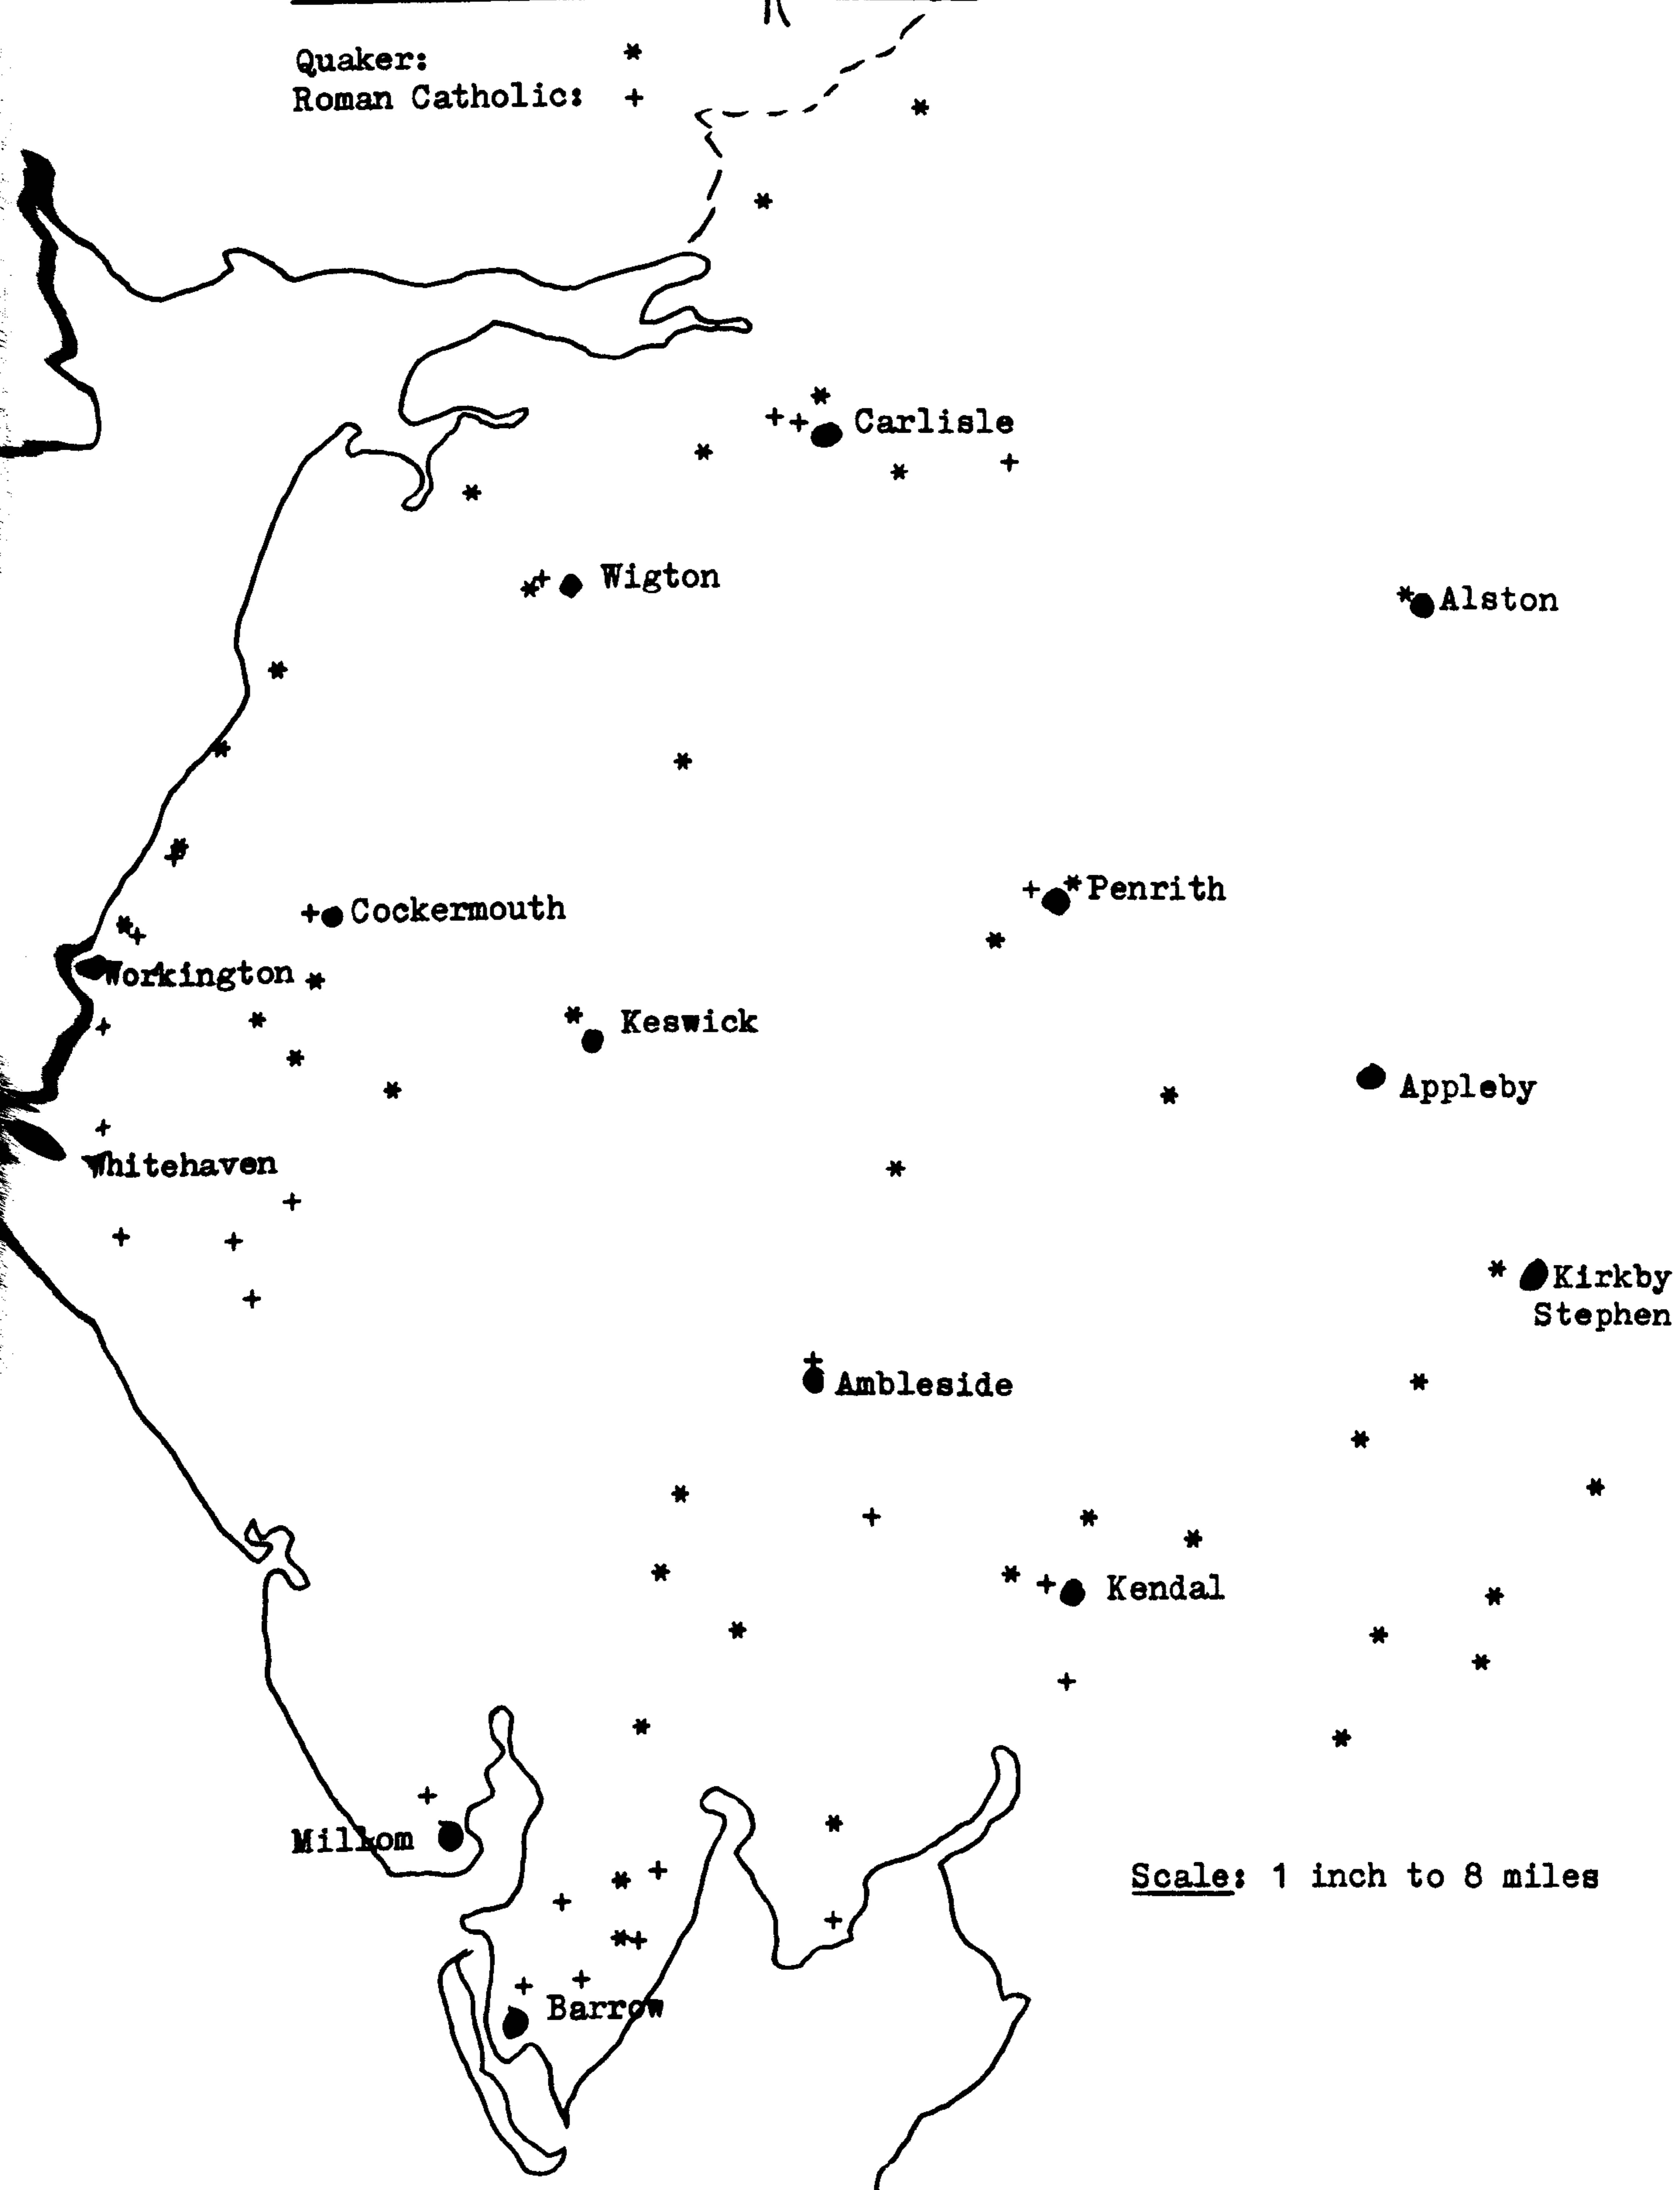 Quaker: *
Roman Catholic: +
Carlisle
Wigton
Alston
Penrith
Cockermouth
Workington
Keswick
Appleby
Whitehaven
Kirkby
Stephen
Ambleside
Kendal
Millom
Scale: 1 inch to 8 miles
Barrow